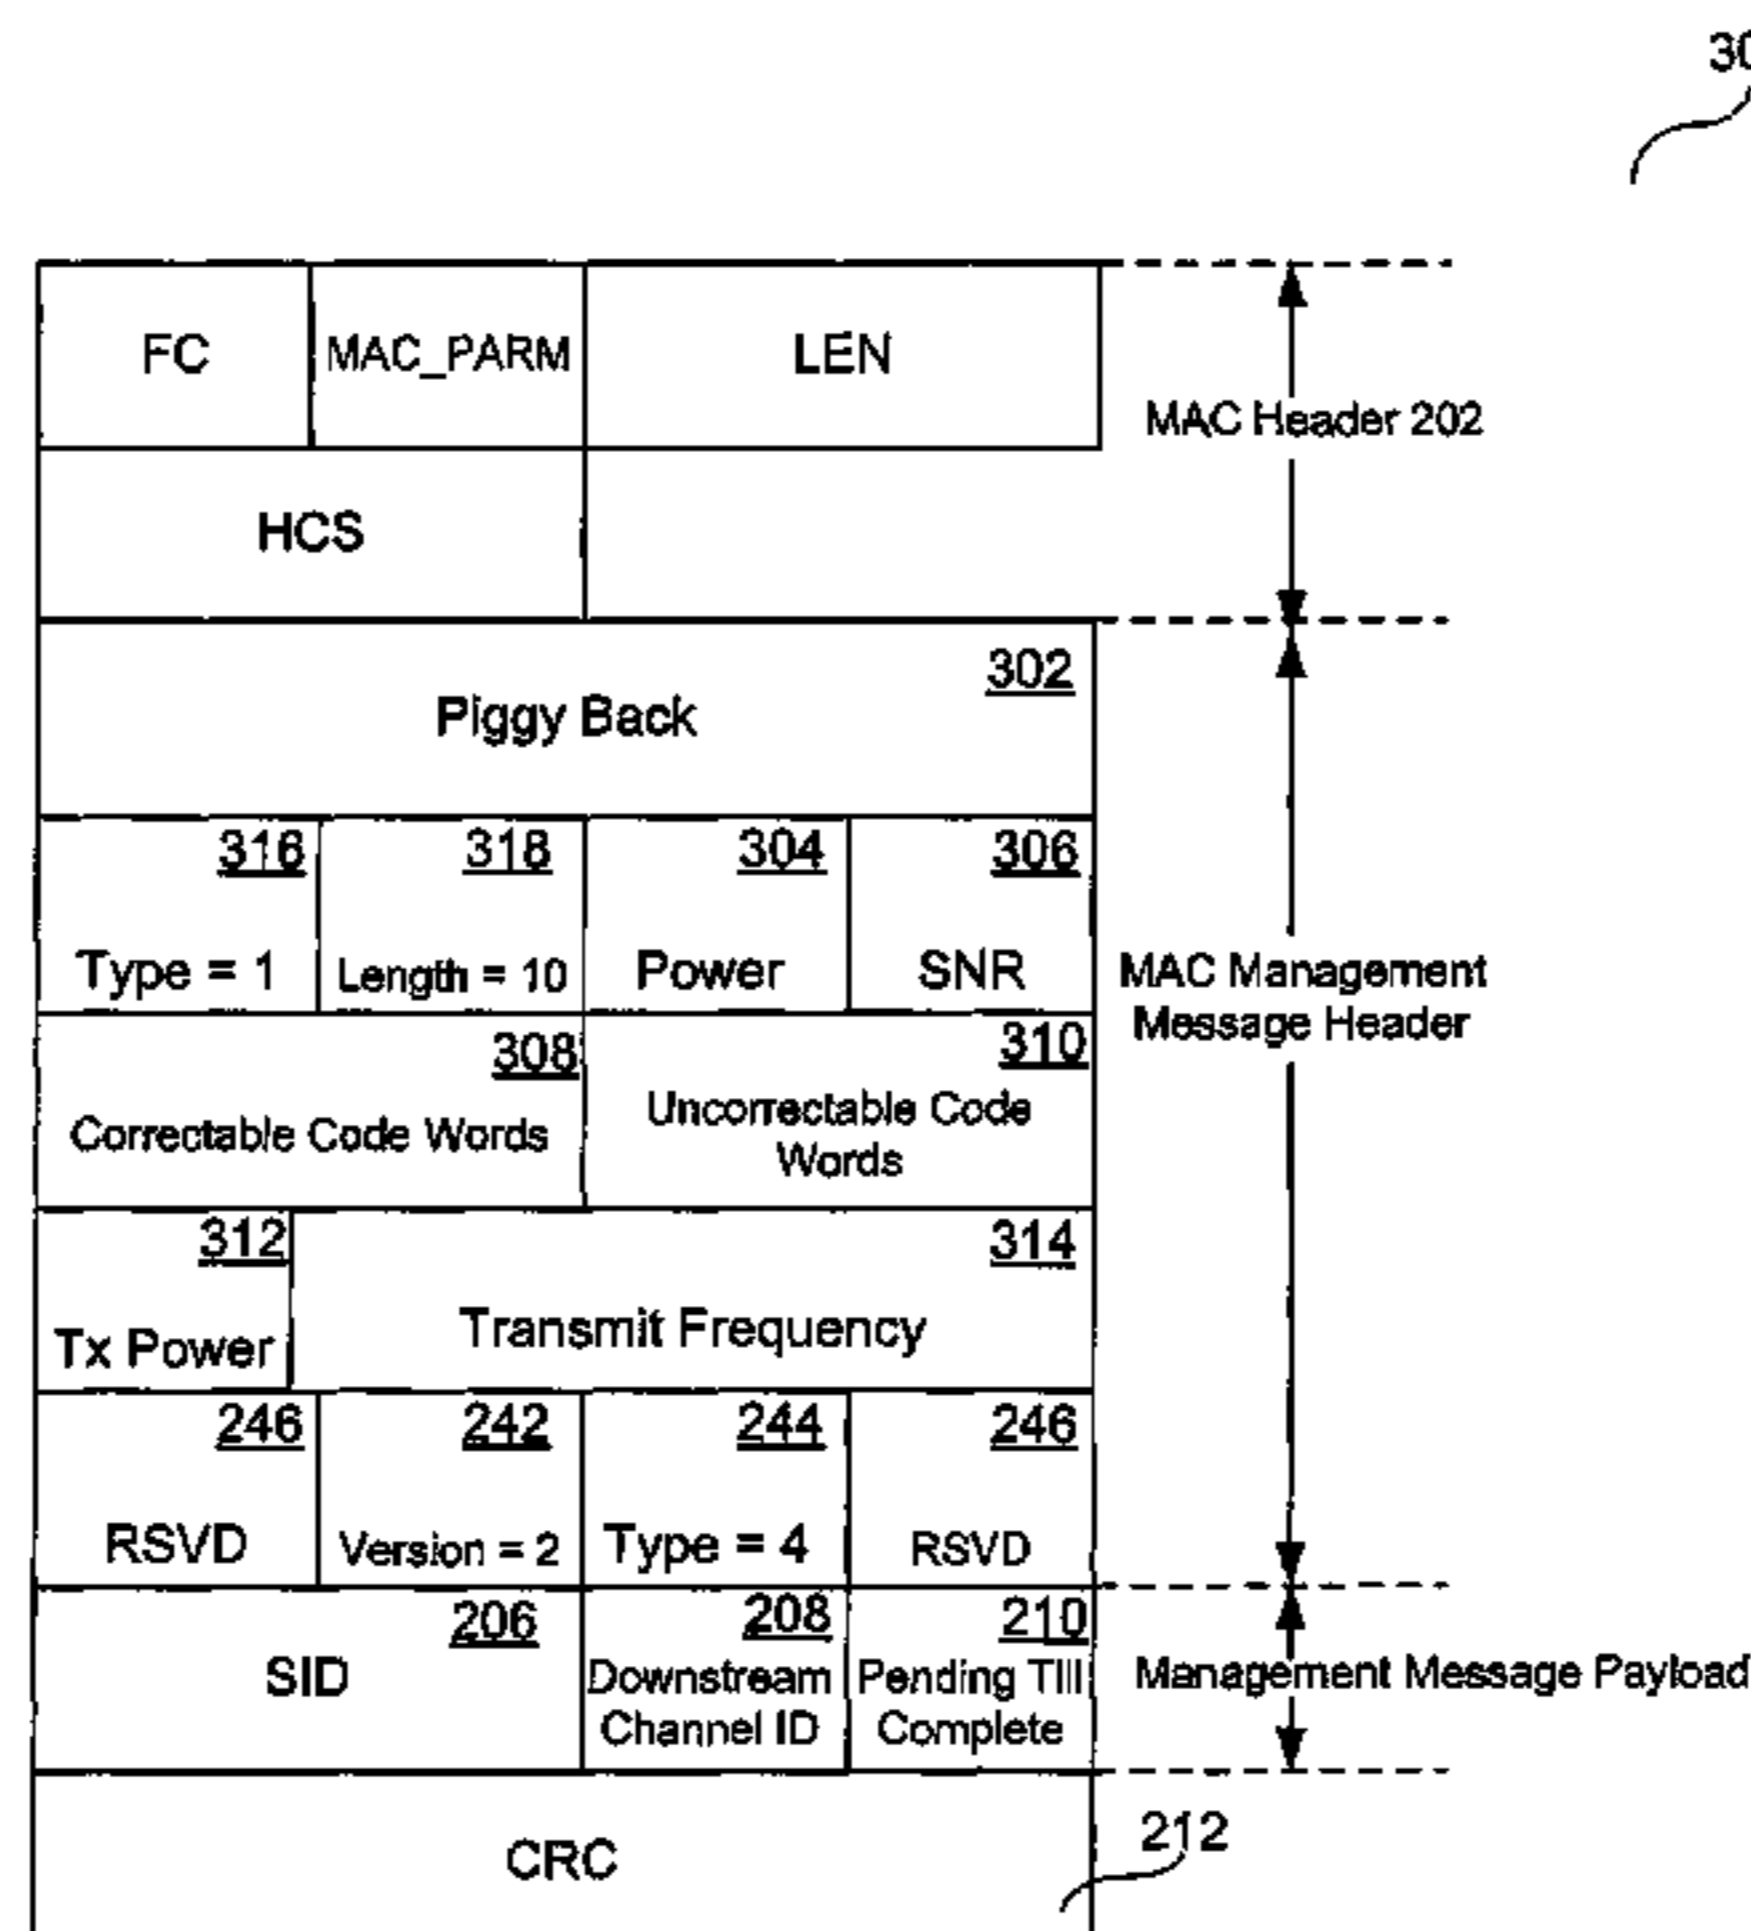 30
FC MAC_PARM LEN
MAC Header 202
HCS
302
Piggy Back
316 318 304 306
Type = 1 Length = 10 Power SNR
MAC Management
Message Header
308 310
Correctable Code Words
Uncorrectable Code
Words
312 314
Tx Power Transmit Frequency
246 242 244 246
RSVD Version = 2 Type = 4 RSVD
206 208 210
SID
Downstream
Channel ID
Pending Till
Complete
Management Message Payload
212
CRC